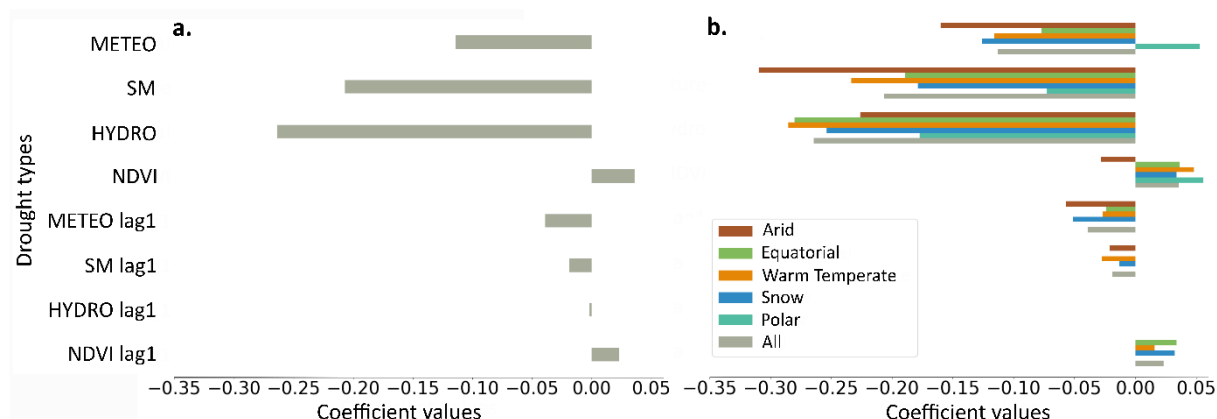 a.
METEO
SM
HYDRO
NDVI
METEO lag1
SM lag1
HYDRO lag1
NDVI lag1
Drought types
−0.35 −0.30 −0.25 −0.20 −0.15 −0.10 −0.05 0.00 0.05
Coefficient values
b.
Arid
Equatorial
Warm Temperate
Snow
Polar
All
−0.35 −0.30 −0.25 −0.20 −0.15 −0.10 −0.05 0.00 0.05
Coefficient values